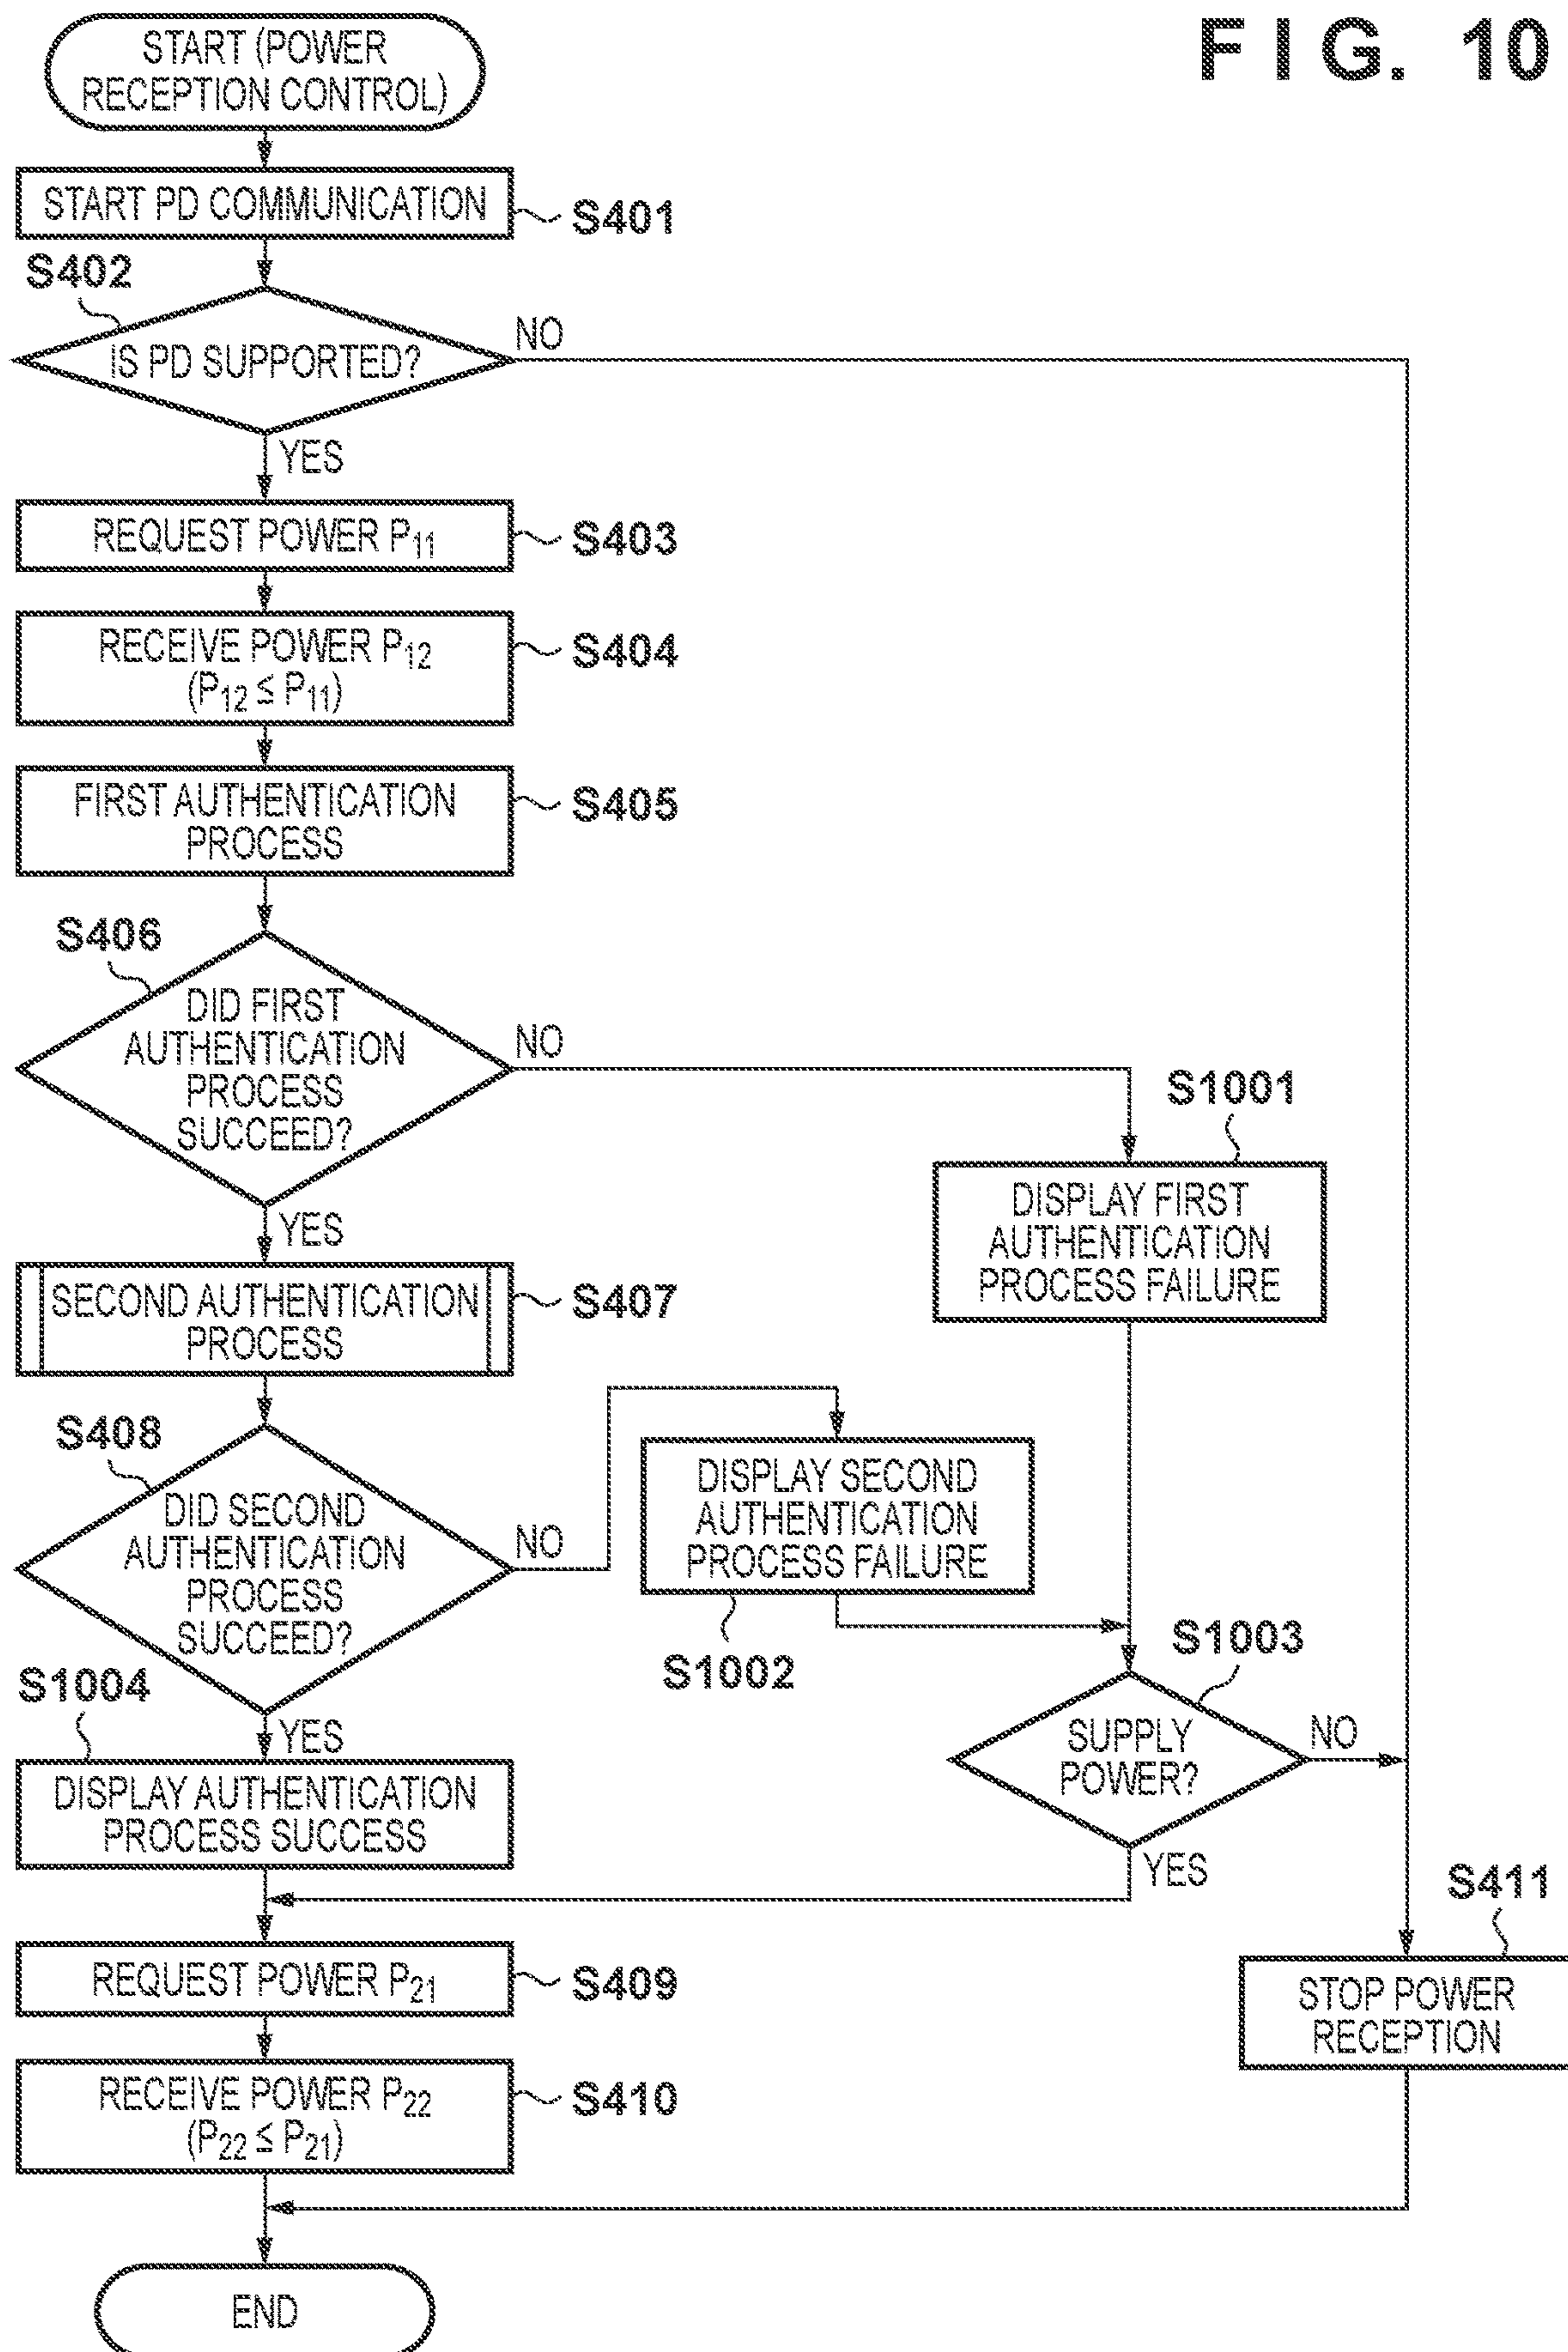 FIG. 10
START (POWER
RECEPTION CONTROL)
START PD COMMUNICATION
S401
S402
IS PD SUPPORTED?
NO
YES
REQUEST POWER P11
S403
RECEIVE POWER P12
(P12 ≤ P11)
S404
FIRST AUTHENTICATION
PROCESS
S405
S406
DID FIRST
AUTHENTICATION
PROCESS
SUCCEED?
NO
YES
S1001
DISPLAY FIRST
AUTHENTICATION
PROCESS FAILURE
SECOND AUTHENTICATION
PROCESS
S407
S408
DID SECOND
AUTHENTICATION
PROCESS
SUCCEED?
NO
YES
DISPLAY SECOND
AUTHENTICATION
PROCESS FAILURE
S1002
S1003
SUPPLY
POWER?
NO
YES
S1004
DISPLAY AUTHENTICATION
PROCESS SUCCESS
S411
STOP POWER
RECEPTION
REQUEST POWER P21
S409
RECEIVE POWER P22
(P22 ≤ P21)
S410
END